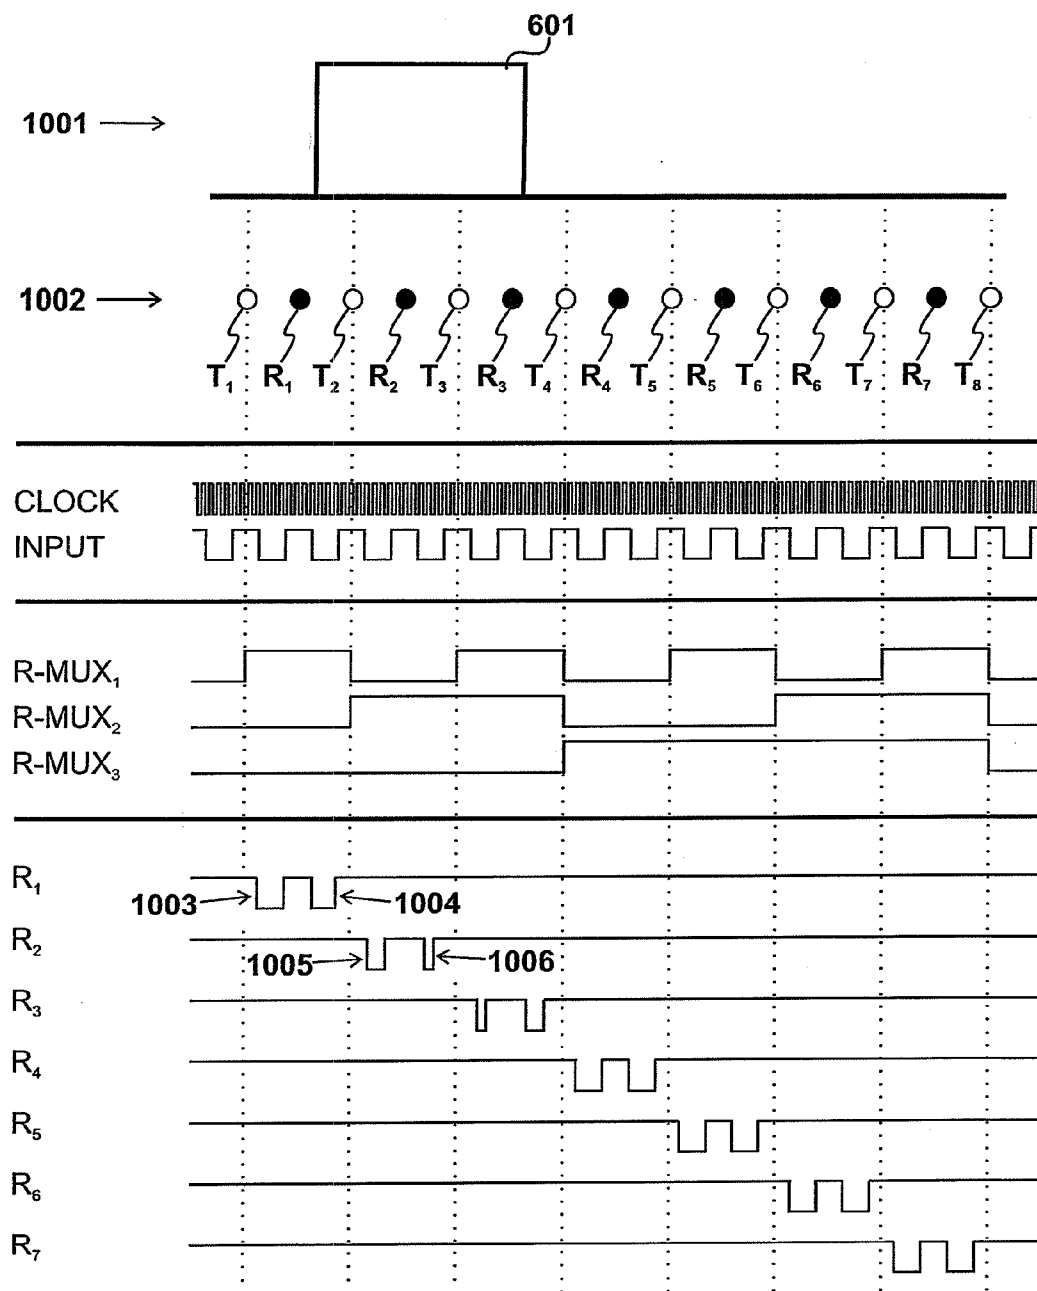 601
1001
1002
T₁ R₁ T₂ R₂ T₃ R₃ T₄ R₄ T₅ R₅ T₆ R₆ T₇ R₇ T₈
CLOCK
INPUT
R-MUX₁
R-MUX₂
R-MUX₃
R₁
1003 1004
R₂
1005 1006
R₃
R₄
R₅
R₆
R₇